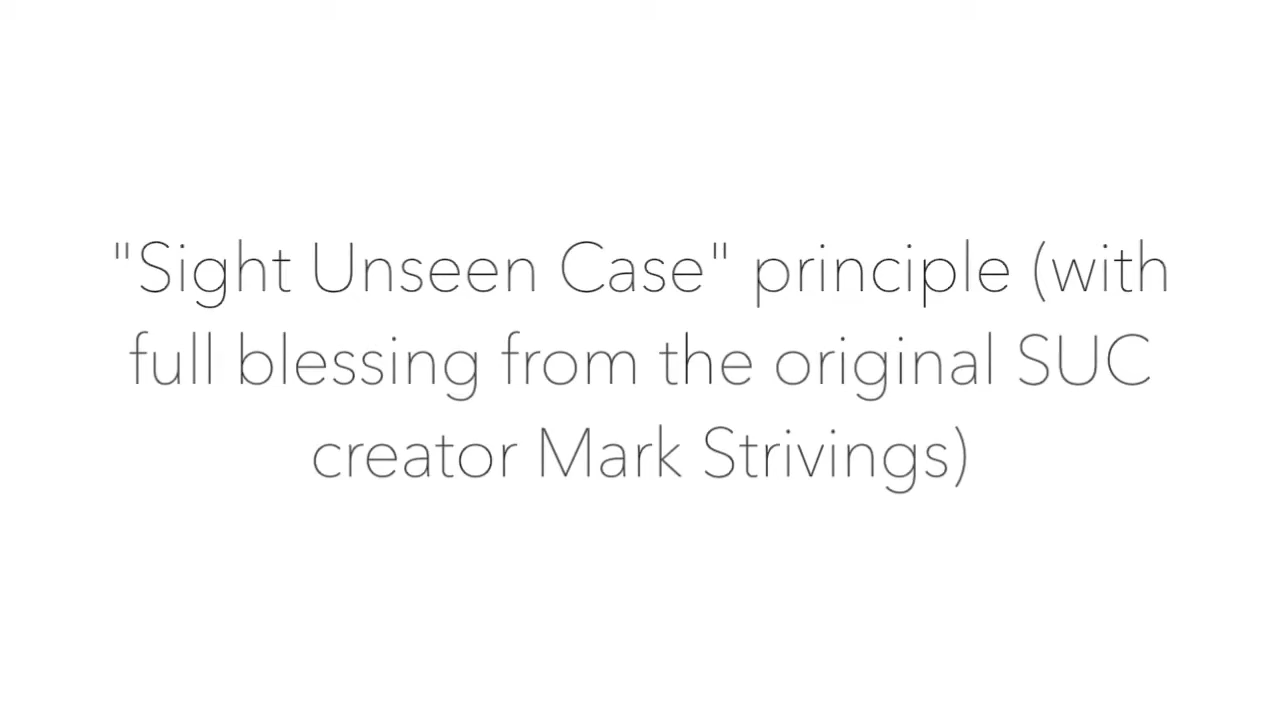 "Sight Unseen Case" principle (with
full blessing from the original SUC
creator Mark Strivings)